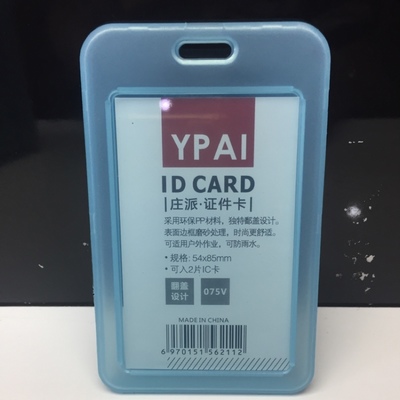 YPAI
ID CARD
庄派·证件卡
采用环保PP材料，独特翻盖设计。
表面边框磨砂处理，时尚更舒适。
可适用户外作业，可防雨水。
·规格：54x85mm
·可入2片IC卡
翻盖
设计
075V
MADE IN CHINA
6 970151 562112